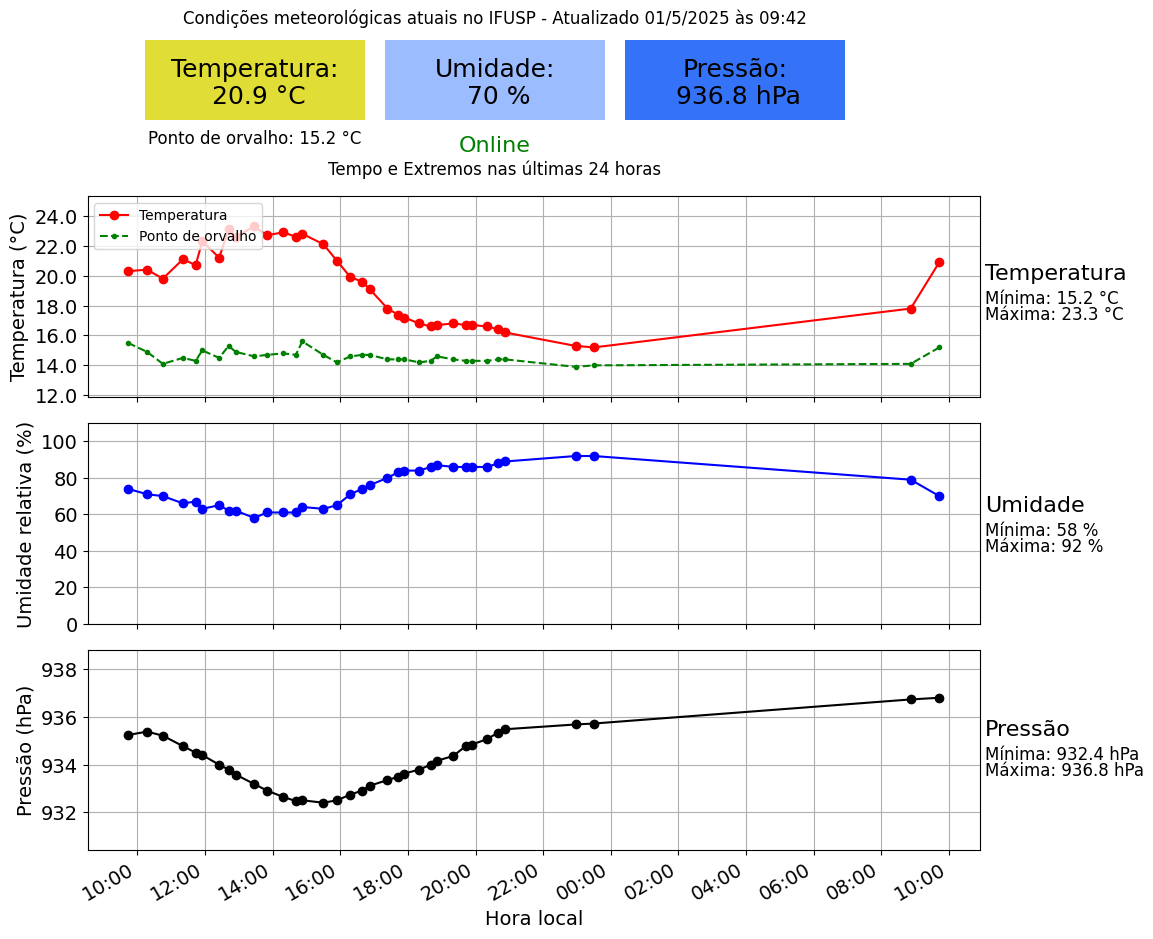 Condições meteorológicas atuais no IFUSP - Atualizado 01/5/2025 às 09:42
Temperatura:
20.9 °C
Umidade:
70 %
Pressão:
936.8 hPa
Ponto de orvalho: 15.2 °C
Online
Tempo e Extremos nas últimas 24 horas
Temperatura (°C)
24.0
22.0
20.0
18.0
16.0
14.0
12.0
Temperatura
Ponto de orvalho
Temperatura
Mínima: 15.2 °C
Máxima: 23.3 °C
Umidade relativa (%)
100
80
60
40
20
0
Umidade
Mínima: 58 %
Máxima: 92 %
Pressão (hPa)
938
936
934
932
Pressão
Mínima: 932.4 hPa
Máxima: 936.8 hPa
10:00
12:00
14:00
16:00
18:00
20:00
22:00
00:00
02:00
04:00
06:00
08:00
10:00
Hora local